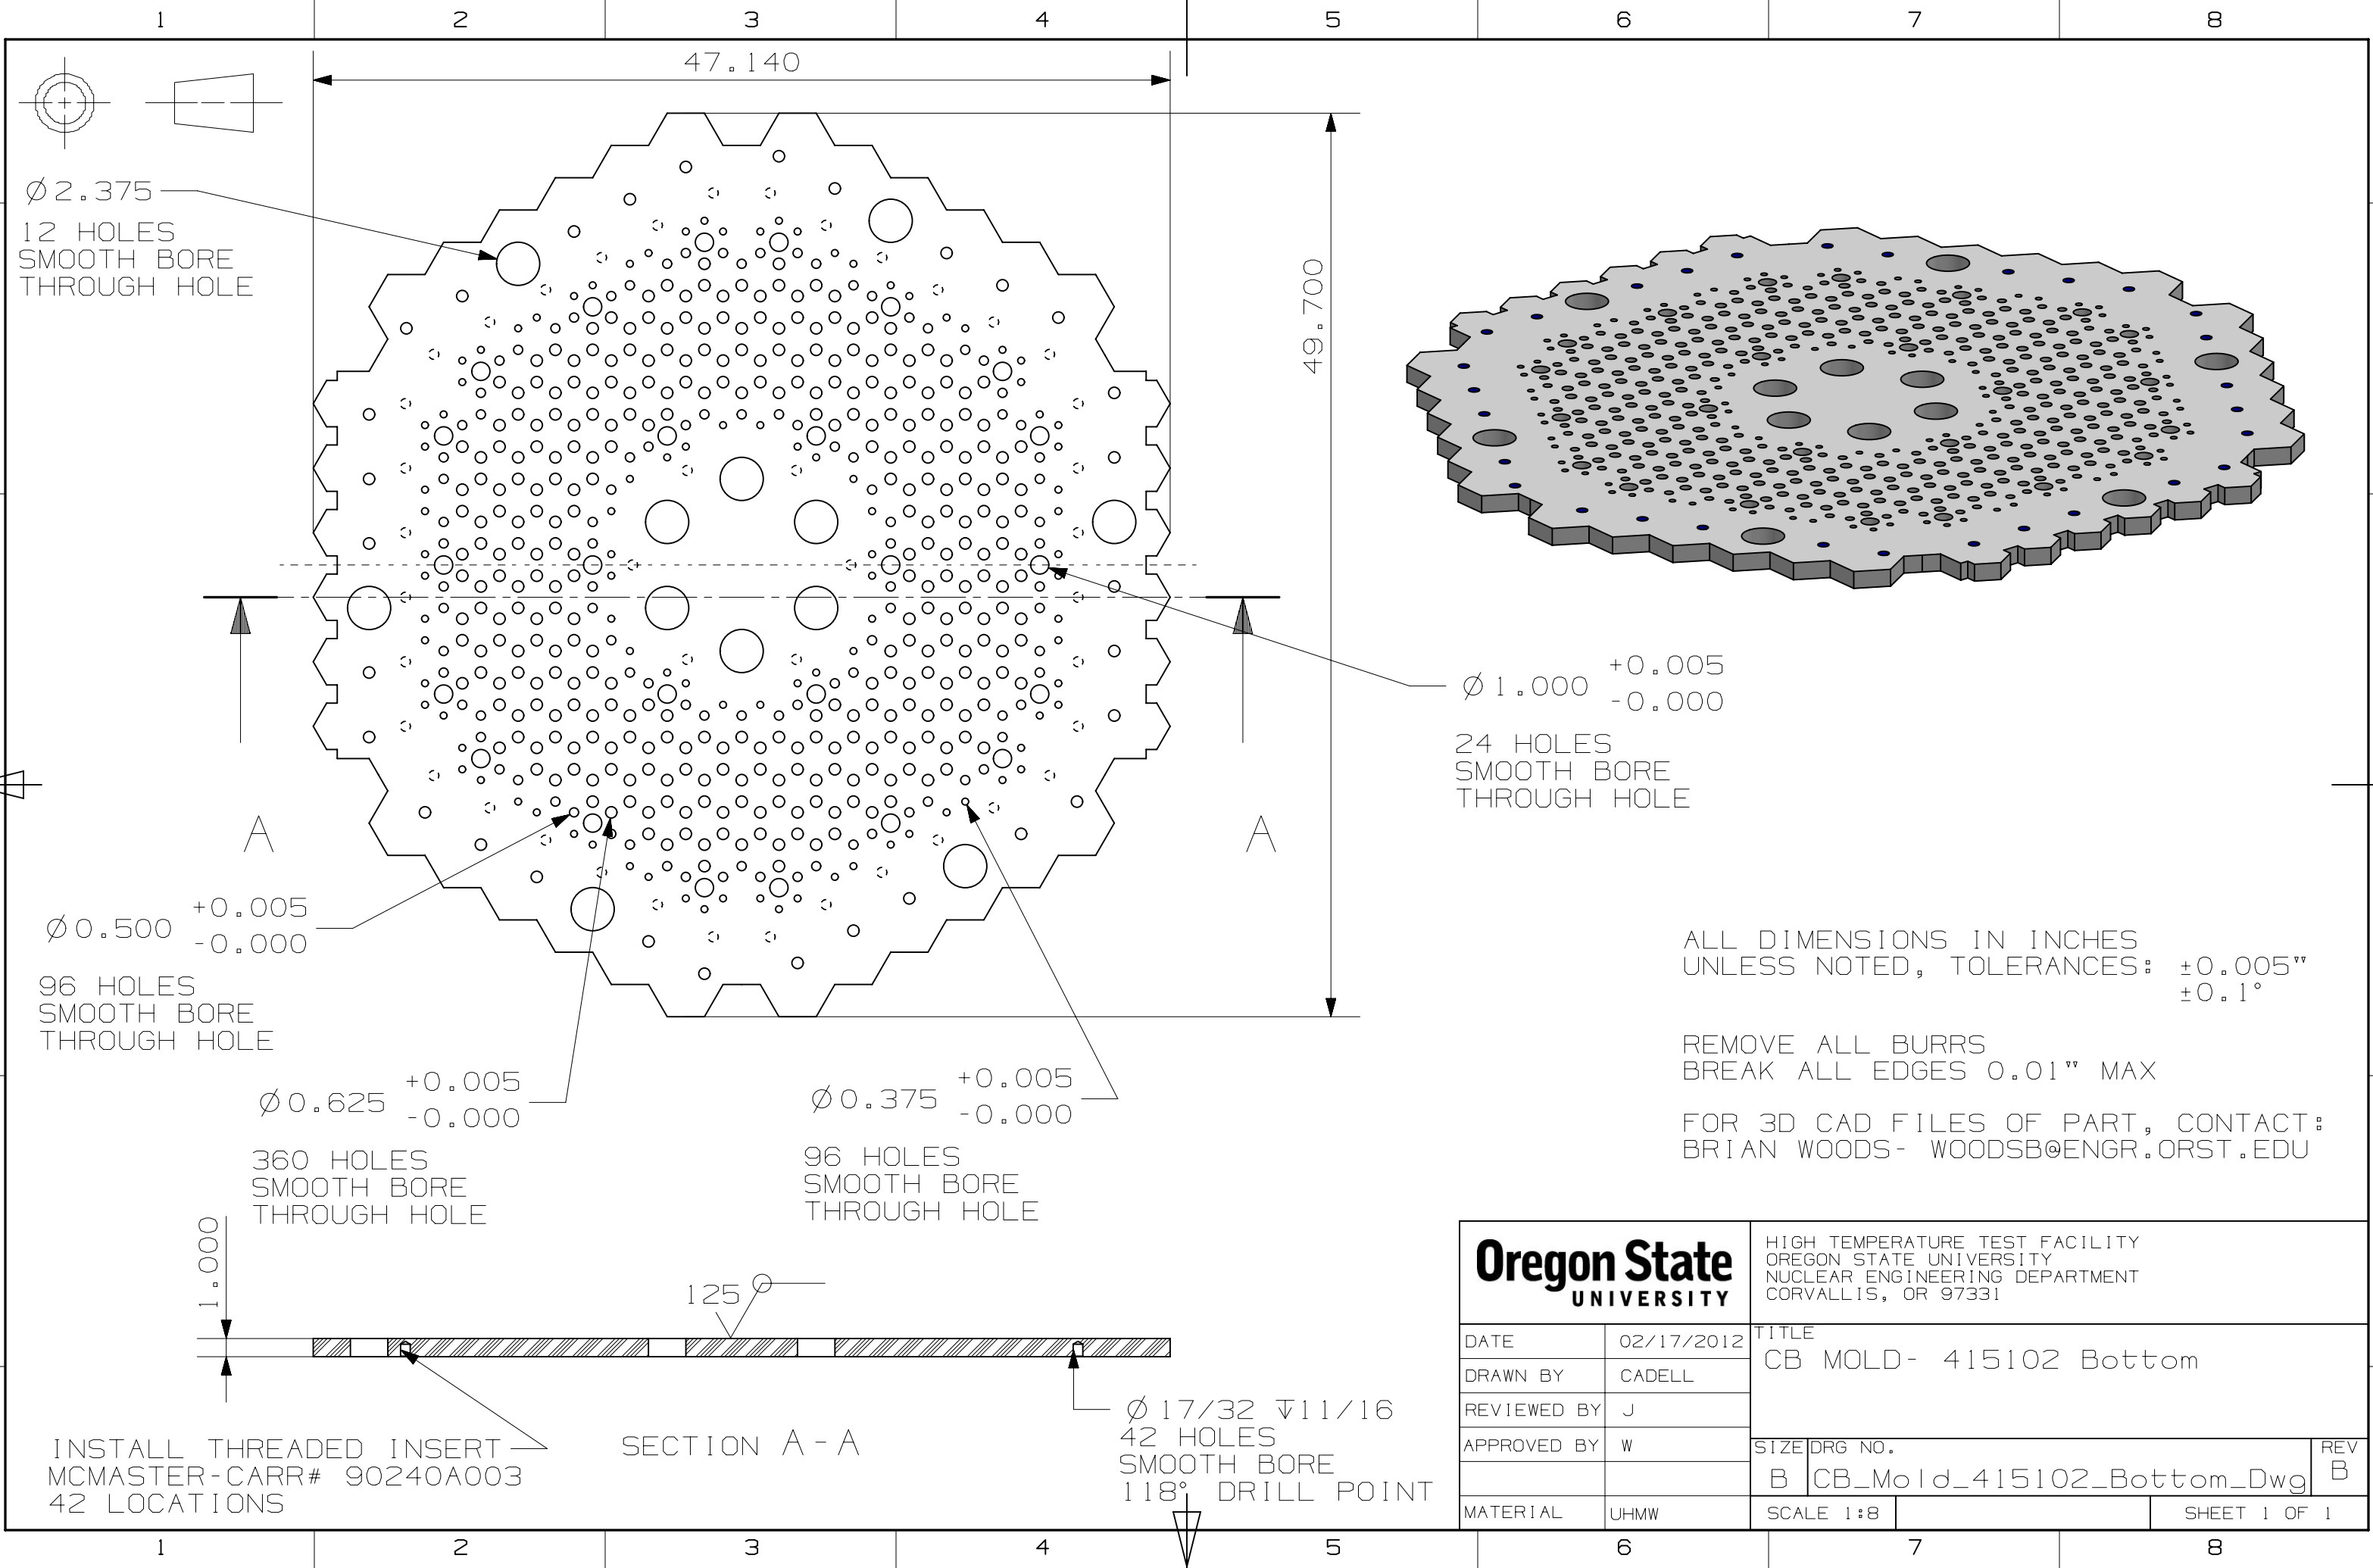 1 2 3 4 5 6 7 8
47.140
Ø2.375
12 HOLES
SMOOTH BORE
THROUGH HOLE
49.700
Ø1.000 +0.005
-0.000
24 HOLES
SMOOTH BORE
THROUGH HOLE
A A
Ø0.500 +0.005
-0.000
96 HOLES
SMOOTH BORE
THROUGH HOLE
Ø0.625 +0.005
-0.000
360 HOLES
SMOOTH BORE
THROUGH HOLE
Ø0.375 +0.005
-0.000
96 HOLES
SMOOTH BORE
THROUGH HOLE
ALL DIMENSIONS IN INCHES
UNLESS NOTED, TOLERANCES: ±0.005"
±0.1°
REMOVE ALL BURRS
BREAK ALL EDGES 0.01" MAX
FOR 3D CAD FILES OF PART, CONTACT:
BRIAN WOODS- WOODSB@ENGR.ORST.EDU
1.000
125
INSTALL THREADED INSERT
MCMASTER-CARR# 90240A003
42 LOCATIONS
SECTION A-A
Ø17/32 ↧11/16
42 HOLES
SMOOTH BORE
118° DRILL POINT
Oregon State
UNIVERSITY
HIGH TEMPERATURE TEST FACILITY
OREGON STATE UNIVERSITY
NUCLEAR ENGINEERING DEPARTMENT
CORVALLIS, OR 97331
DATE 02/17/2012
DRAWN BY CADELL
REVIEWED BY J
APPROVED BY W
MATERIAL UHMW
TITLE
CB MOLD- 415102 Bottom
SIZE DRG NO. REV
B CB_Mold_415102_Bottom_Dwg B
SCALE 1:8 SHEET 1 OF 1
1 2 3 4 5 6 7 8